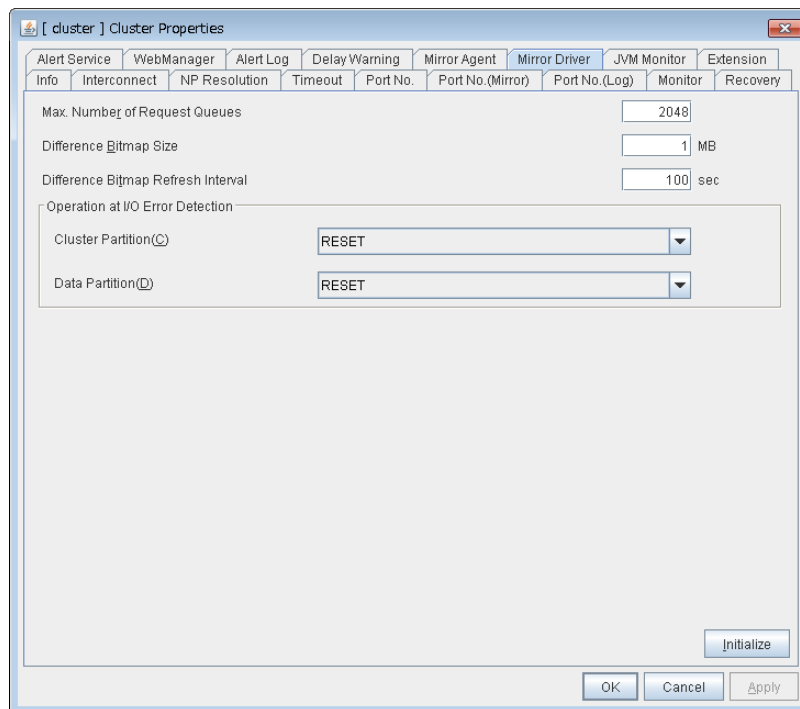 [ cluster ] Cluster Properties
Alert Service WebManager Alert Log Delay Warning Mirror Agent Mirror Driver JVM Monitor Extension
Info Interconnect NP Resolution Timeout Port No. Port No.(Mirror) Port No.(Log) Monitor Recovery
Max. Number of Request Queues 2048
Difference Bitmap Size 1 MB
Difference Bitmap Refresh Interval 100 sec
Operation at I/O Error Detection
Cluster Partition(C) RESET
Data Partition(D) RESET
Initialize
OK Cancel Apply